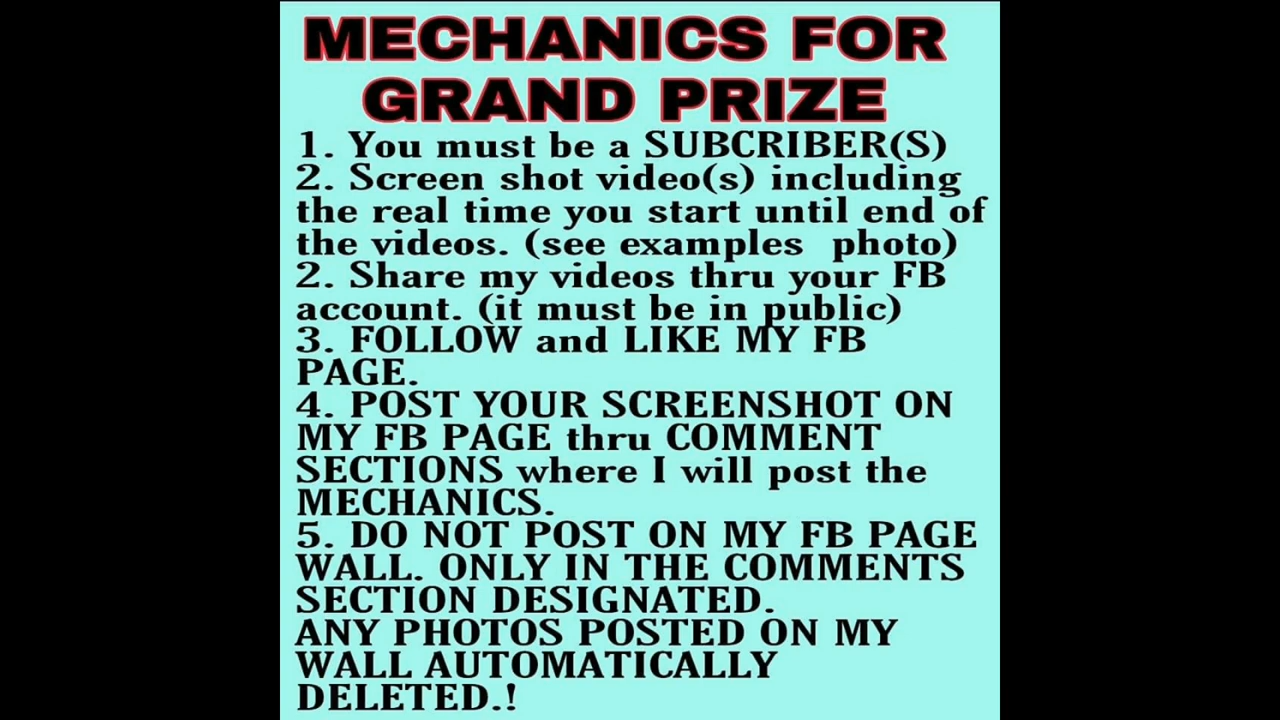 MECHANICS FOR
GRAND PRIZE
1. You must be a SUBCRIBER(S)
2. Screen shot video(s) including
the real time you start until end of
the videos. (see examples  photo)
2. Share my videos thru your FB
account. (it must be in public)
3. FOLLOW and LIKE MY FB
PAGE.
4. POST YOUR SCREENSHOT ON
MY FB PAGE thru COMMENT
SECTIONS where I will post the
MECHANICS.
5. DO NOT POST ON MY FB PAGE
WALL. ONLY IN THE COMMENTS
SECTION DESIGNATED.
ANY PHOTOS POSTED ON MY
WALL AUTOMATICALLY
DELETED.!